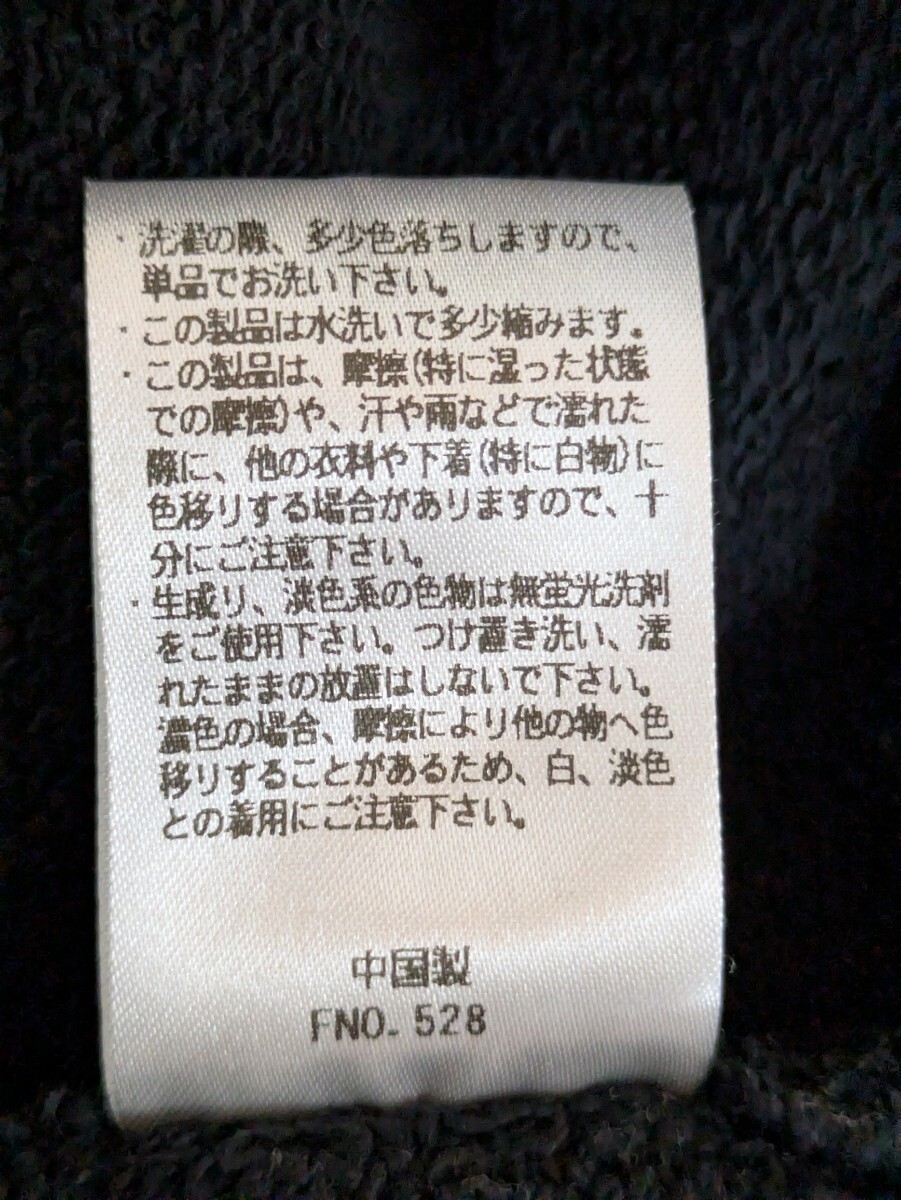 ・洗濯の際、多少色落ちしますので、
単品でお洗い下さい。
・この製品は水洗いで多少縮みます。
・この製品は、摩擦(特に湿った状態
での摩擦)や、汗や雨などで濡れた
際に、他の衣料や下着(特に白物)に
色移りする場合がありますので、十
分にご注意下さい。
・生成り、淡色系の色物は無蛍光洗剤
をご使用下さい。つけ置き洗い、濡
れたままの放置はしないで下さい。
濃色の場合、摩擦により他の物へ色
移りすることがあるため、白、淡色
との着用にご注意下さい。
中国製
FNO. 528